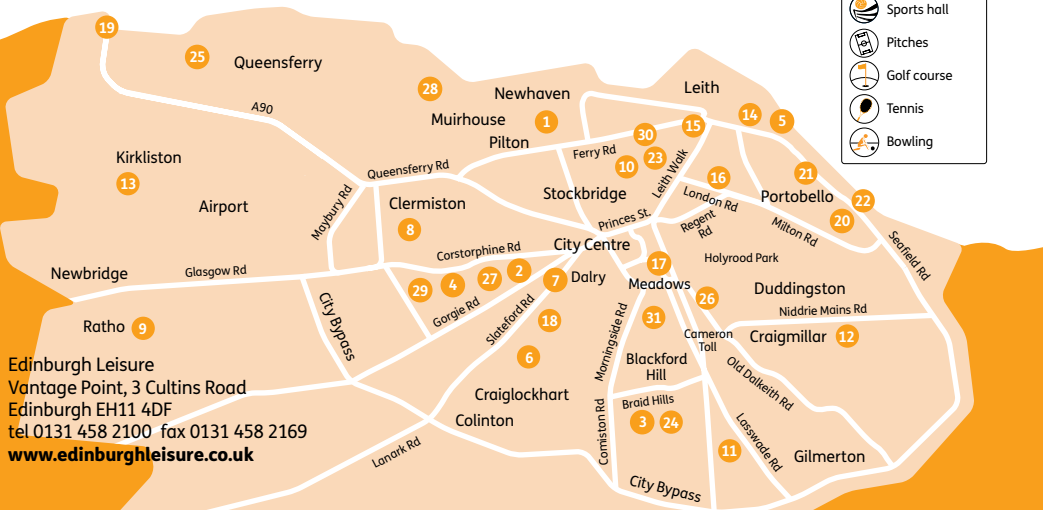 19
25
Queensferry
A90
28
Newhaven
Muirhouse
1
Pilton
Leith
14
5
15
30
Ferry Rd
10
23
Leith Walk
Kirkliston
13
Airport
Queensferry Rd
Maybury Rd
Clermiston
8
Stockbridge
16
London Rd
21
Portobello
22
20
Princes St.
Regent
Rd
Milton Rd
Seafield Rd
Corstorphine Rd
City Centre
Holyrood Park
Newbridge
Glasgow Rd
29
4
27
2
7
Dalry
17
Meadows
26
Duddington
Niddrie Mains Rd
City Bypass
Gorgie Rd
Slateford Rd
18
6
Morningside Rd
31
Cameron
Toll
Craigmillar
12
Ratho
9
Blackford
Hill
Old Dalkeith Rd
Craiglockhart
Colinton
Braid Hills
3
24
Comiston Rd
Lasswade Rd
11
Gilmerton
Lanark Rd
City Bypass
Edinburgh Leisure
Vantage Point, 3 Cultins Road
Edinburgh EH11 4DF
tel 0131 458 2100  fax 0131 458 2169
www.edinburghleisure.co.uk
Sports hall
Pitches
Golf course
Tennis
Bowling